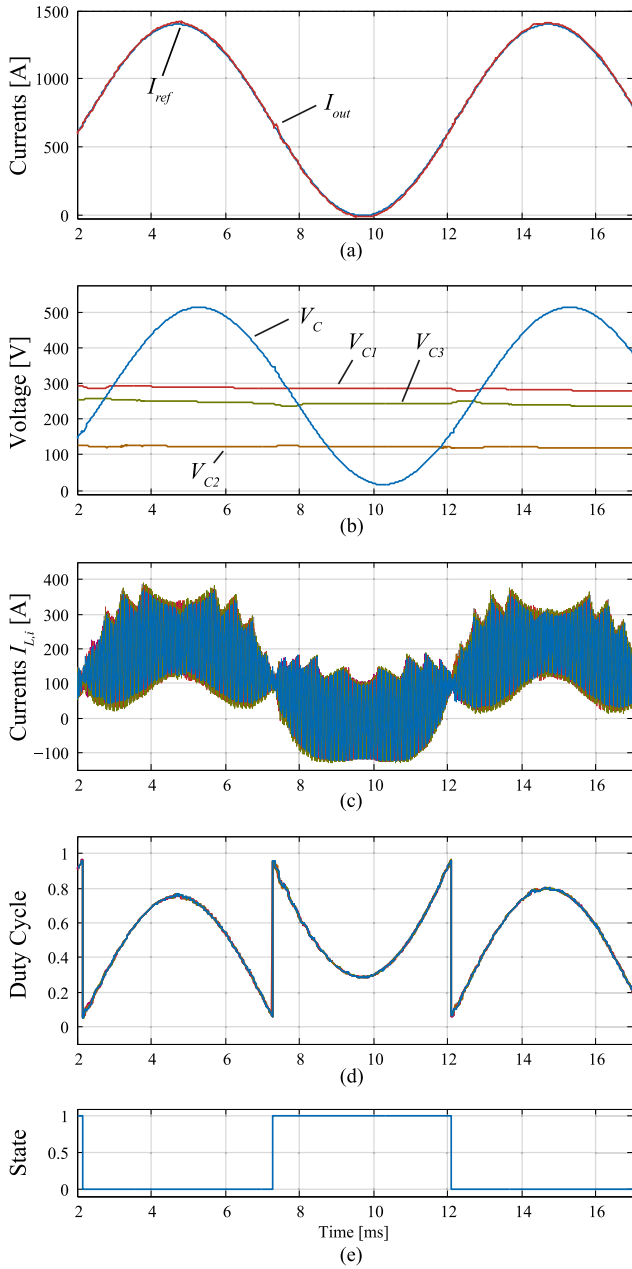 1500
1000
500
0
Currents [A]
I_ref
I_out
2 4 6 8 10 12 14 16
(a)
500
400
300
200
100
0
Voltage [V]
V_C
V_C1
V_C3
V_C2
2 4 6 8 10 12 14 16
(b)
400
300
200
100
0
−100
Currents I_L,i [A]
2 4 6 8 10 12 14 16
(c)
1
0.8
0.6
0.4
0.2
0
Duty Cycle
2 4 6 8 10 12 14 16
(d)
1
0.5
0
State
2 4 6 8 10 12 14 16
Time [ms]
(e)